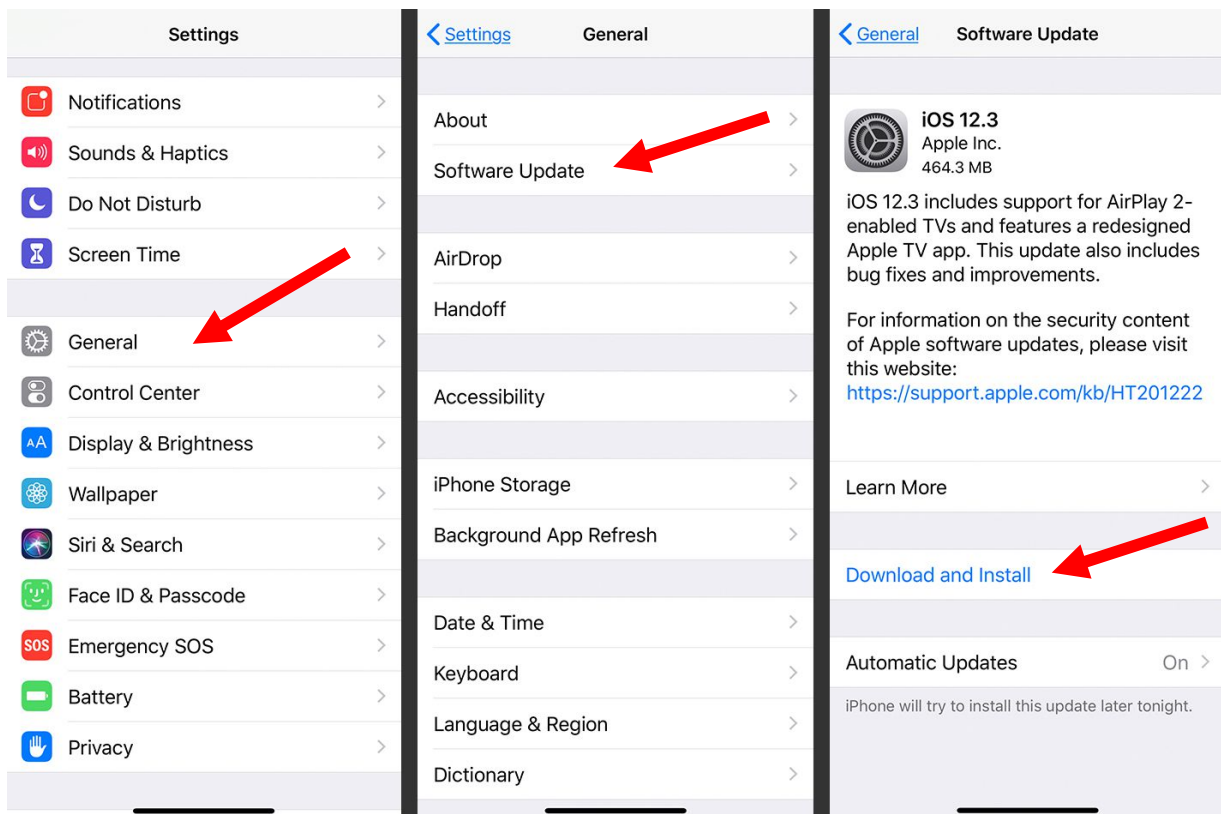 Settings
Notifications
Sounds & Haptics
Do Not Disturb
Screen Time
General
Control Center
AA Display & Brightness
Wallpaper
Siri & Search
Face ID & Passcode
SOS Emergency SOS
Battery
Privacy
Settings General
About
Software Update
AirDrop
Handoff
Accessibility
iPhone Storage
Background App Refresh
Date & Time
Keyboard
Language & Region
Dictionary
General Software Update
iOS 12.3
Apple Inc.
464.3 MB
iOS 12.3 includes support for AirPlay 2-
enabled TVs and features a redesigned
Apple TV app. This update also includes
bug fixes and improvements.
For information on the security content
of Apple software updates, please visit
this website:
https://support.apple.com/kb/HT201222
Learn More
Download and Install
Automatic Updates On
iPhone will try to install this update later tonight.